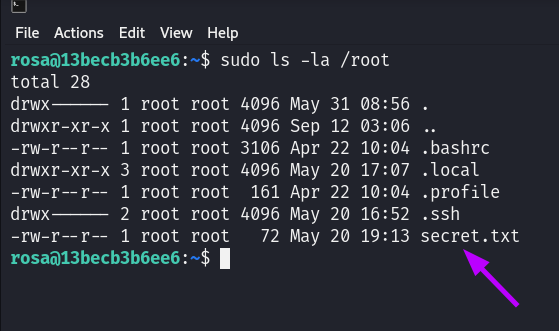 File Actions Edit View Help
rosa@13becb3b6ee6:~$ sudo ls -la /root
total 28
drwx------ 1 root root 4096 May 31 08:56 .
drwxr-xr-x 1 root root 4096 Sep 12 03:06 ..
-rw-r--r-- 1 root root 3106 Apr 22 10:04 .bashrc
drwxr-xr-x 3 root root 4096 May 20 17:07 .local
-rw-r--r-- 1 root root  161 Apr 22 10:04 .profile
drwx------ 2 root root 4096 May 20 16:52 .ssh
-rw-r--r-- 1 root root   72 May 20 19:13 secret.txt
rosa@13becb3b6ee6:~$